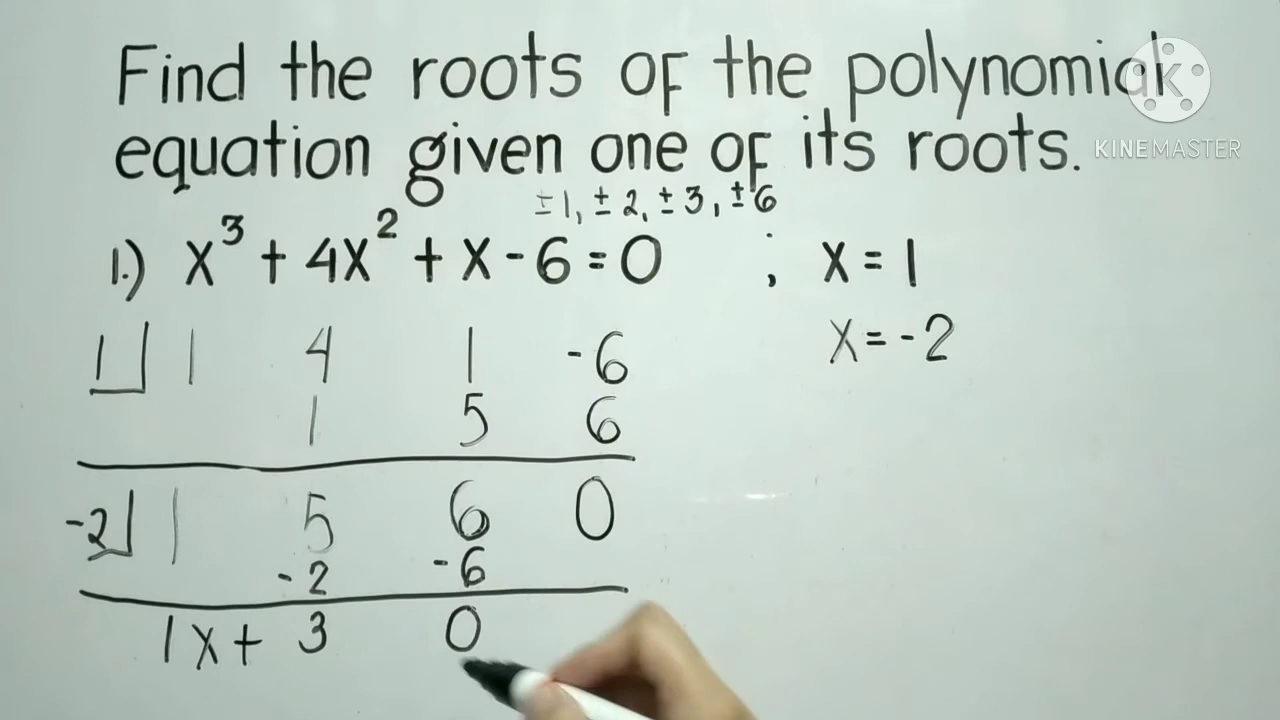 Find the roots of the polynomial
KINEMASTER
equation given one of its roots.
±1, ±2, ±3, ±6
1.) x³ + 4x² + x - 6 = 0 ; x = 1
x = -2
1 1 4 1 -6
1 5 6
-2 1 5 6 0
-2 -6
1x + 3 0